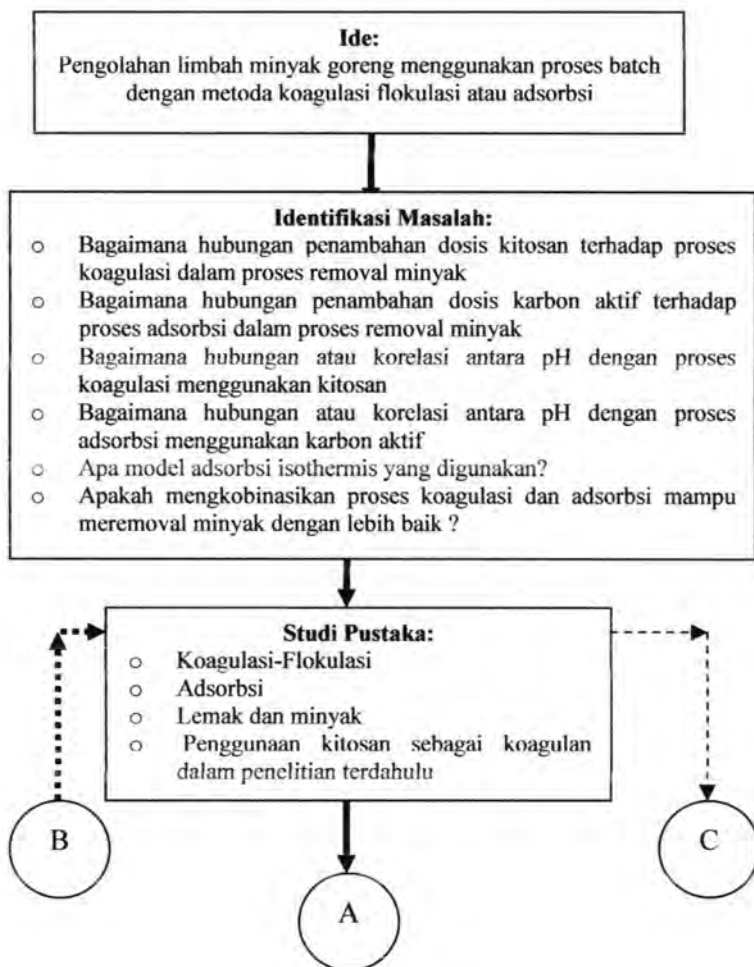 Ide:
Pengolahan limbah minyak goreng menggunakan proses batch
dengan metoda koagulasi flokulasi atau adsorbsi
Identifikasi Masalah:
o Bagaimana hubungan penambahan dosis kitosan terhadap proses
koagulasi dalam proses removal minyak
o Bagaimana hubungan penambahan dosis karbon aktif terhadap
proses adsorbsi dalam proses removal minyak
o Bagaimana hubungan atau korelasi antara pH dengan proses
koagulasi menggunakan kitosan
o Bagaimana hubungan atau korelasi antara pH dengan proses
adsorbsi menggunakan karbon aktif
o Apa model adsorbsi isothermis yang digunakan?
o Apakah mengkobinasikan proses koagulasi dan adsorbsi mampu
meremoval minyak dengan lebih baik ?
Studi Pustaka:
o Koagulasi-Flokulasi
o Adsorbsi
o Lemak dan minyak
o Penggunaan kitosan sebagai koagulan
dalam penelitian terdahulu
B
C
A